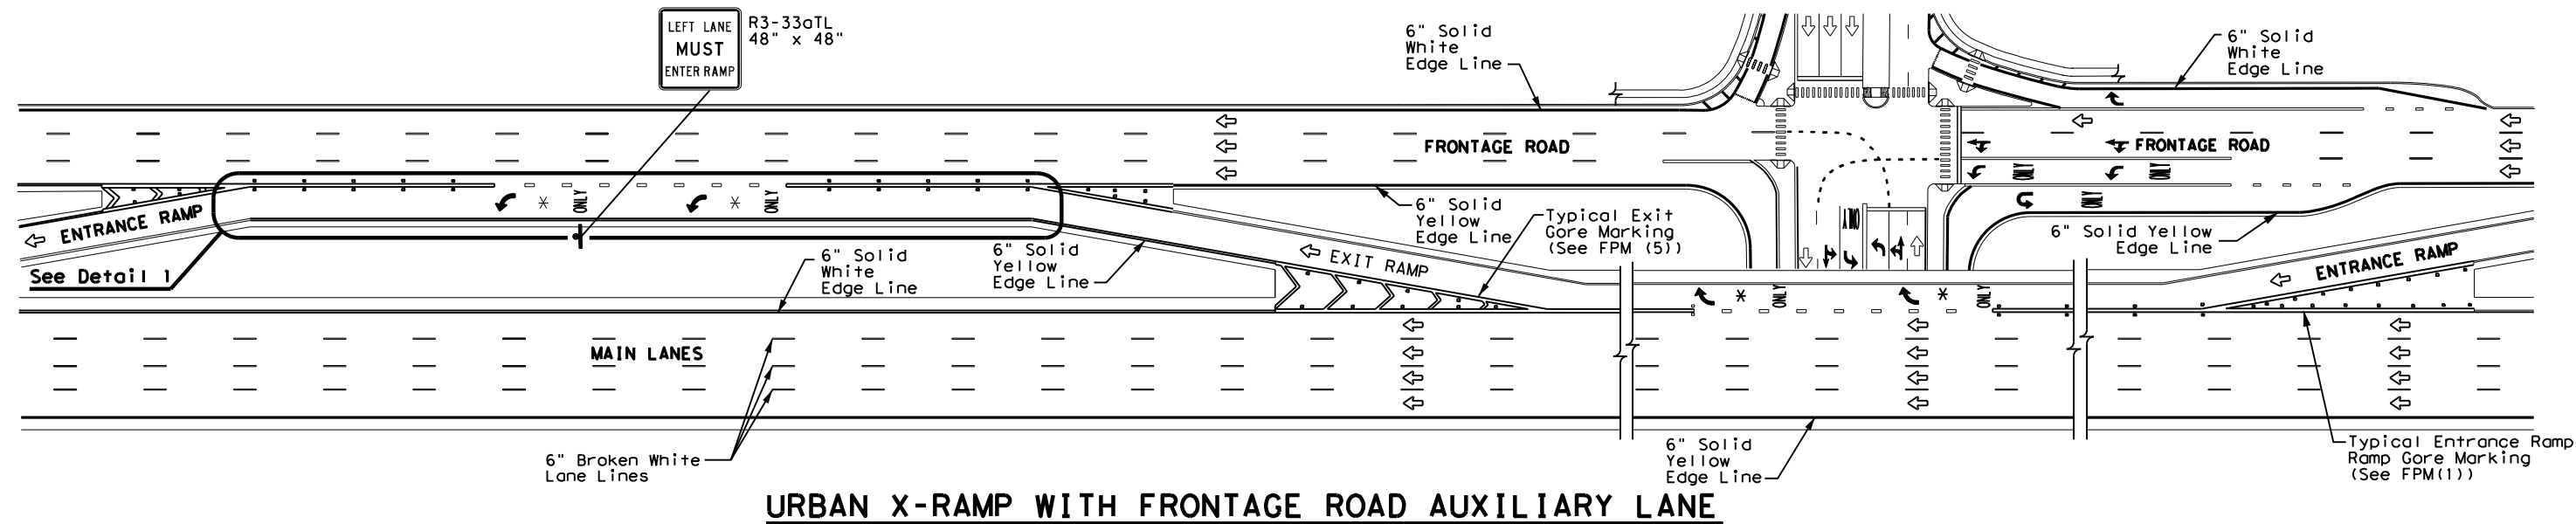 LEFT LANE
MUST
ENTER RAMP
R3-33aTL
48" x 48"
6" Solid
White
Edge Line
6" Solid
White
Edge Line
FRONTAGE ROAD
FRONTAGE ROAD
ONLY
ONLY
ONLY
ONLY
ONLY
ONLY
ENTRANCE RAMP
See Detail 1
6" Solid
White
Edge Line
6" Solid
Yellow
Edge Line
6" Solid
Yellow
Edge Line
Typical Exit
Gore Marking
(See FPM (5))
EXIT RAMP
6" Solid Yellow
Edge Line
ENTRANCE RAMP
ONLY
ONLY
MAIN LANES
6" Broken White
Lane Lines
6" Solid
Yellow
Edge Line
Typical Entrance Ramp
Ramp Gore Marking
(See FPM(1))
URBAN X-RAMP WITH FRONTAGE ROAD AUXILIARY LANE